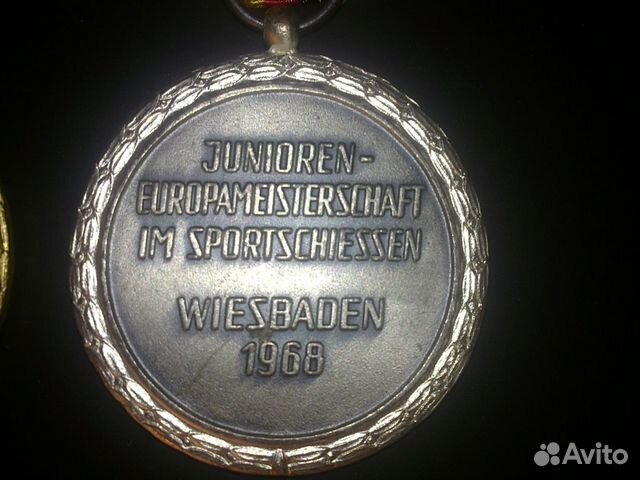 JUNIOREN-
EUROPAMEISTERSCHAFT
IM SPORTSCHIESSEN
WIESBADEN
1968
Avito